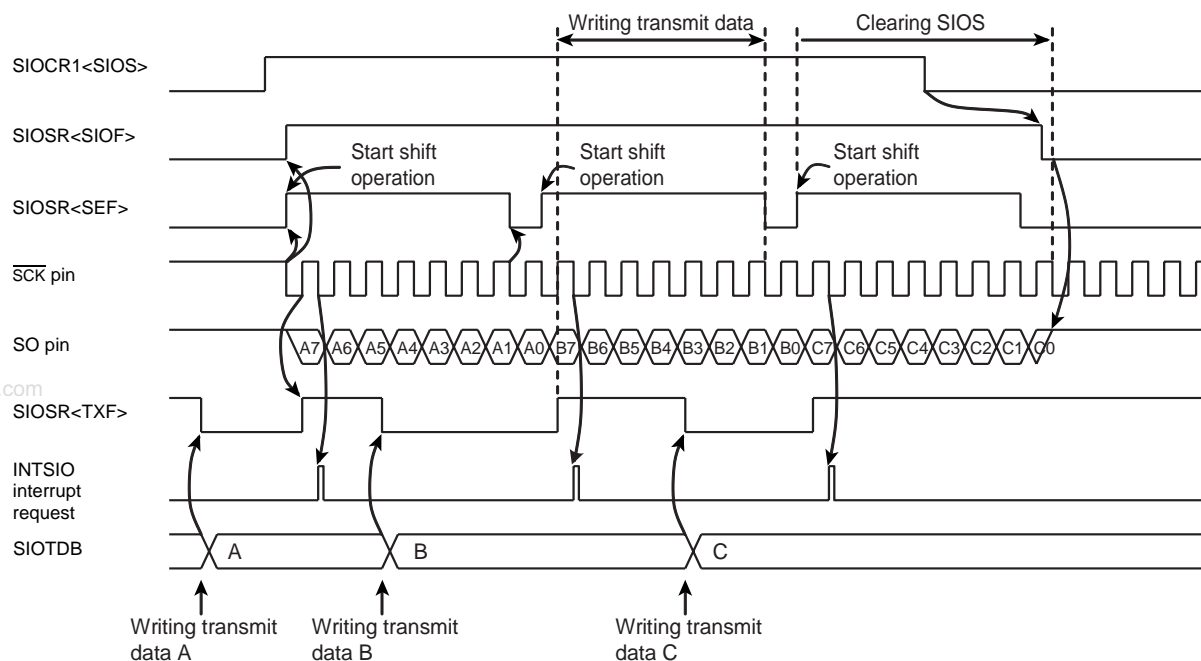 Writing transmit data
Clearing SIOS
SIOCR1<SIOS>
SIOSR<SIOF>
Start shift
operation
Start shift
operation
Start shift
operation
SIOSR<SEF>
SCK pin
SO pin
A7 A6 A5 A4 A3 A2 A1 A0 B7 B6 B5 B4 B3 B2 B1 B0 C7 C6 C5 C4 C3 C2 C1 C0
.com
SIOSR<TXF>
INTSIO
interrupt
request
SIOTDB
A
B
C
Writing transmit
data A
Writing transmit
data B
Writing transmit
data C